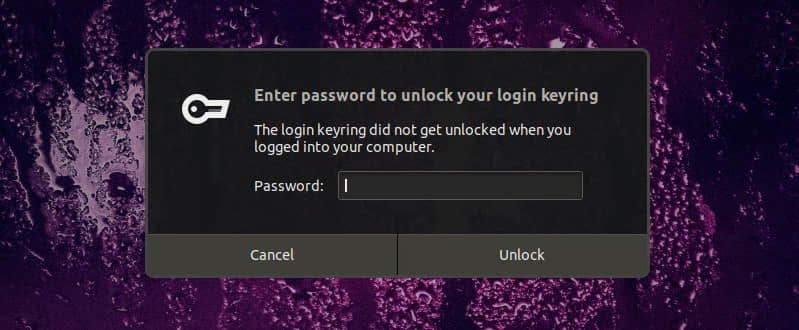 Enter password to unlock your login keyring
The login keyring did not get unlocked when you
logged into your computer.
Password:
Cancel
Unlock